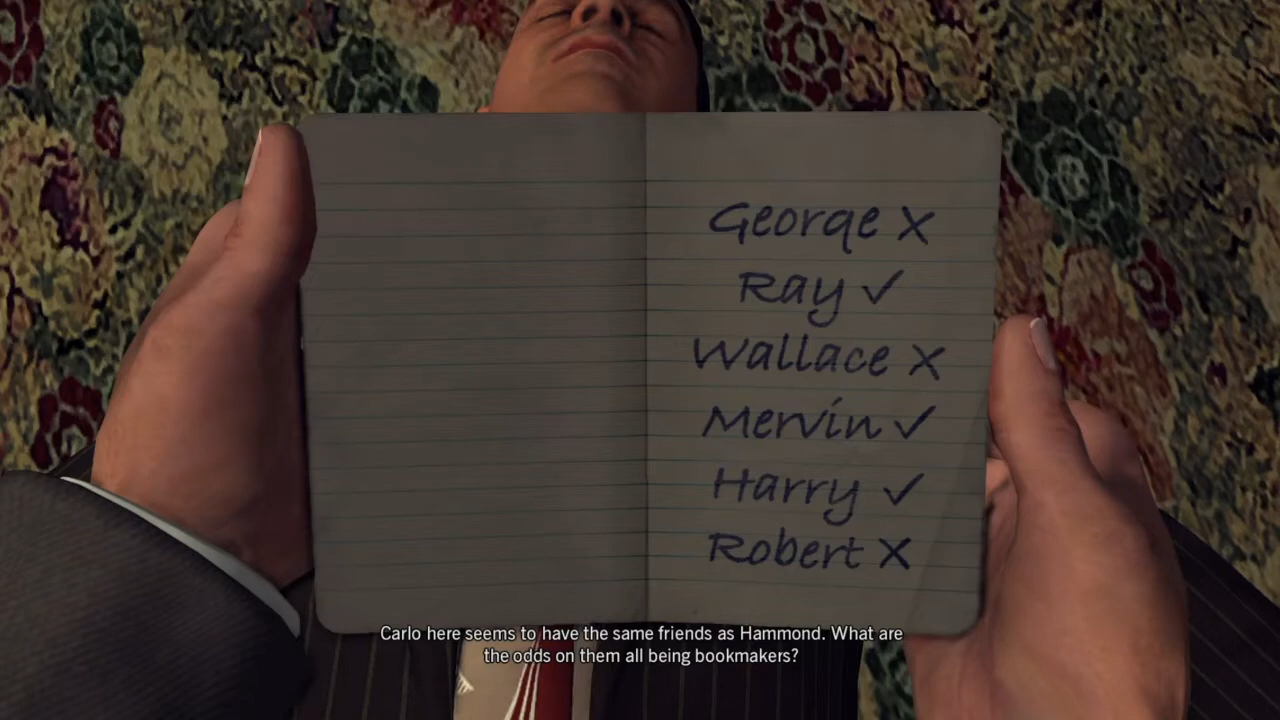 George X
Ray ✓
Wallace X
Mervin ✓
Harry ✓
Robert X
Carlo here seems to have the same friends as Hammond. What are
the odds on them all being bookmakers?